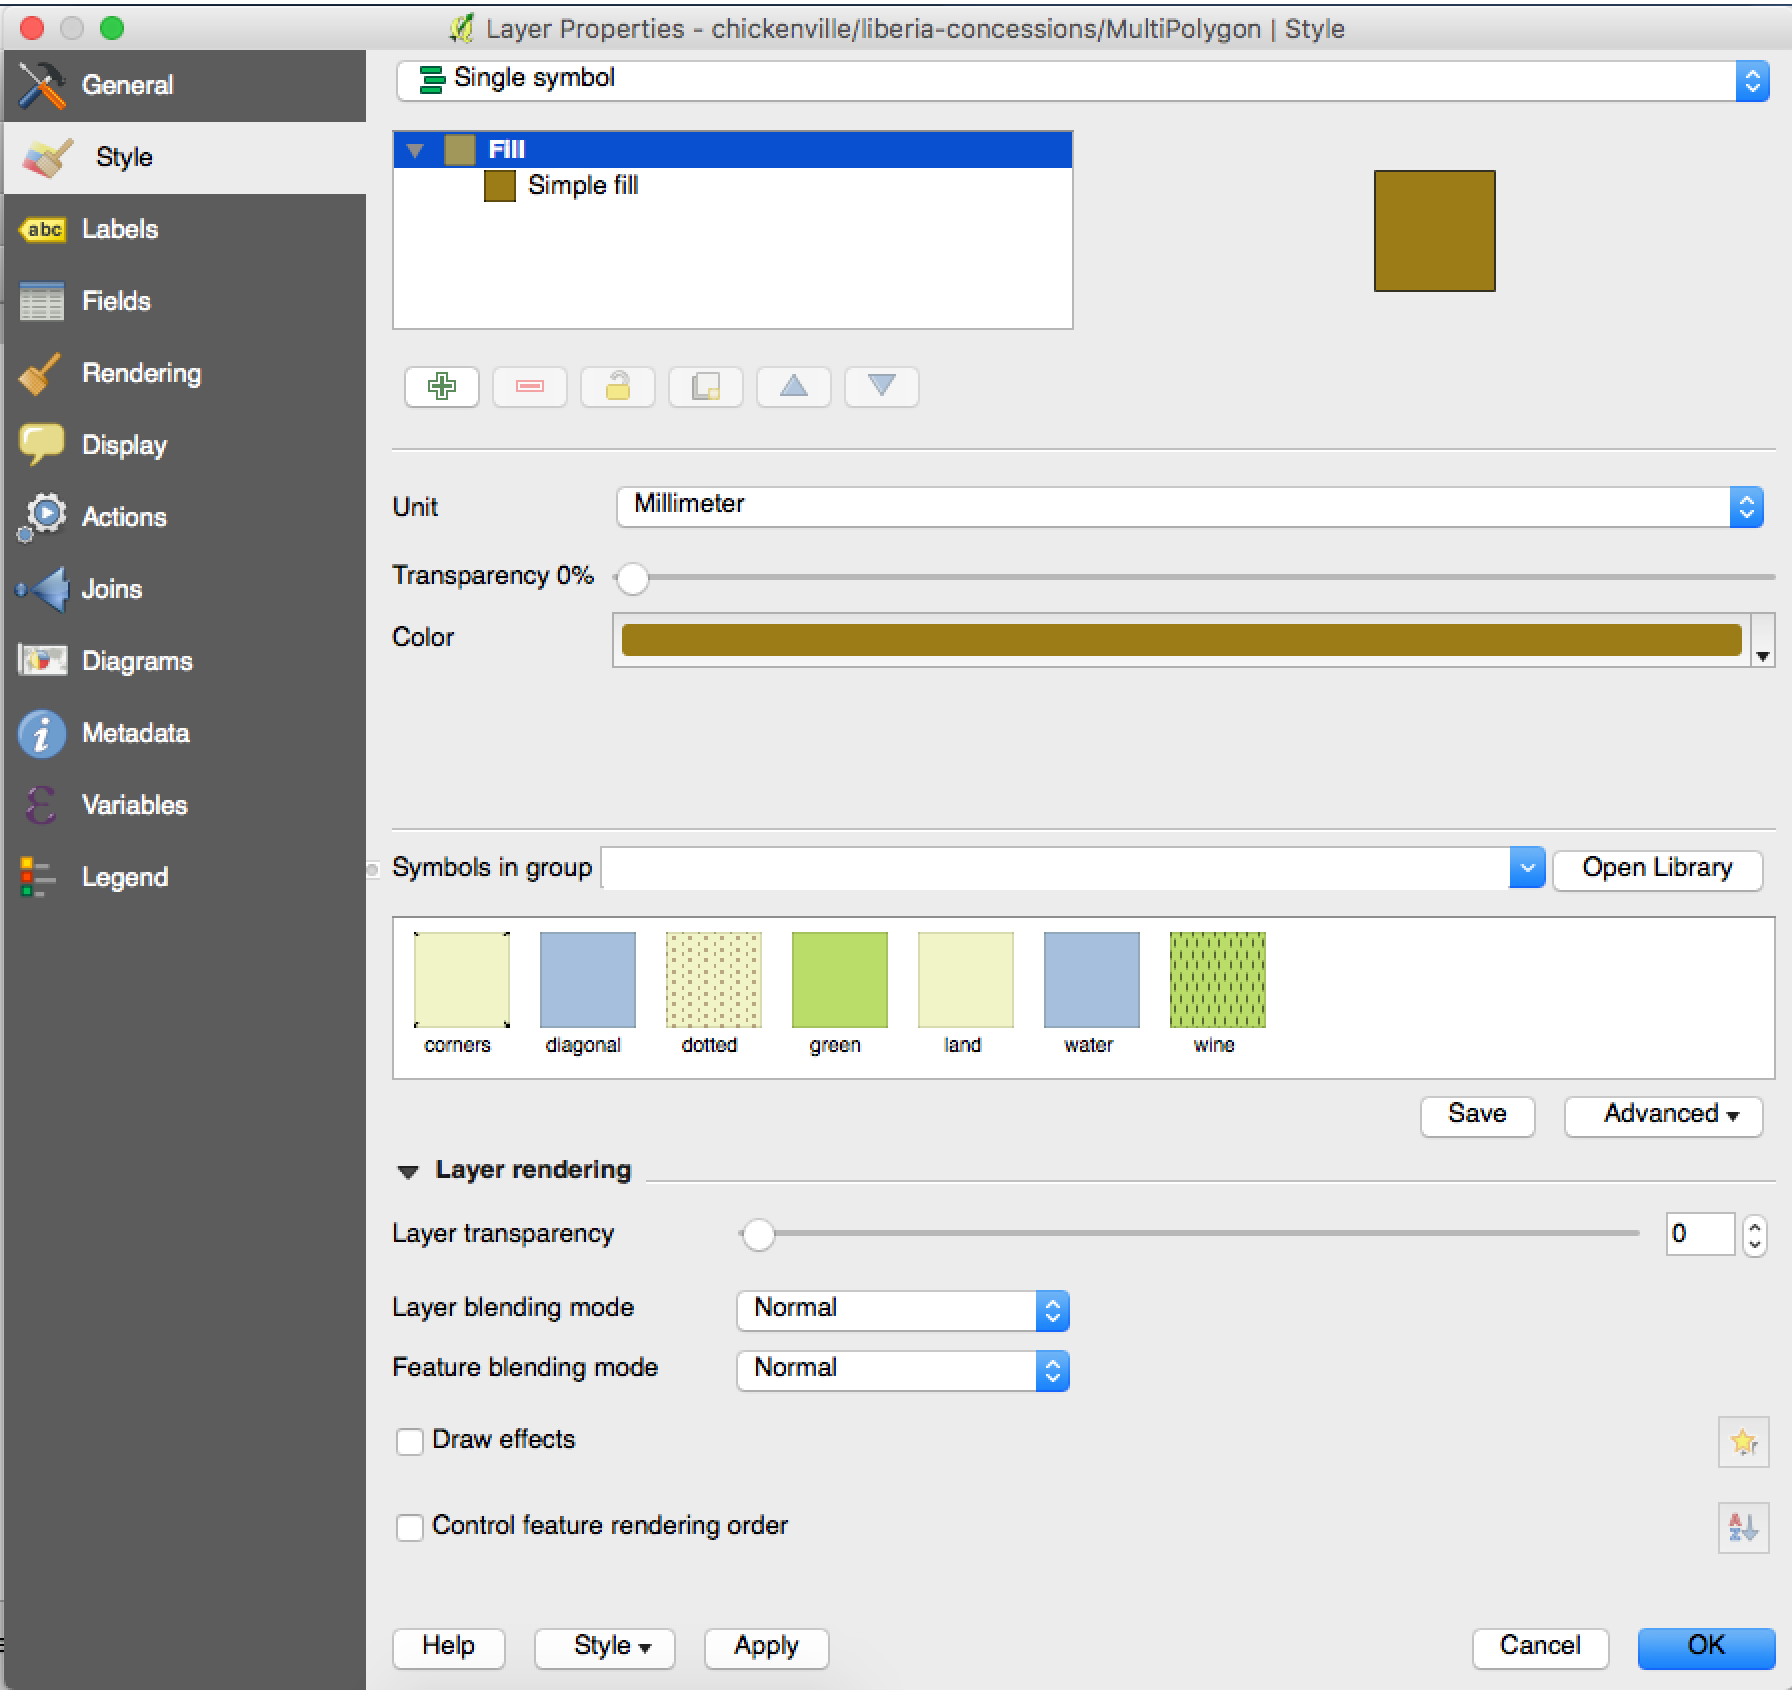 Layer Properties - chickenville/liberia-concessions/MultiPolygon | Style
General
Style
Labels
abc
Fields
Rendering
Display
Actions
Joins
Diagrams
Metadata
Variables
Legend
Single symbol
Fill
Simple fill
Unit
Millimeter
Transparency 0%
Color
Symbols in group
Open Library
corners
diagonal
dotted
green
land
water
wine
Save
Advanced
Layer rendering
Layer transparency
0
Layer blending mode
Normal
Feature blending mode
Normal
Draw effects
Control feature rendering order
A
Z
Help
Style
Apply
Cancel
OK